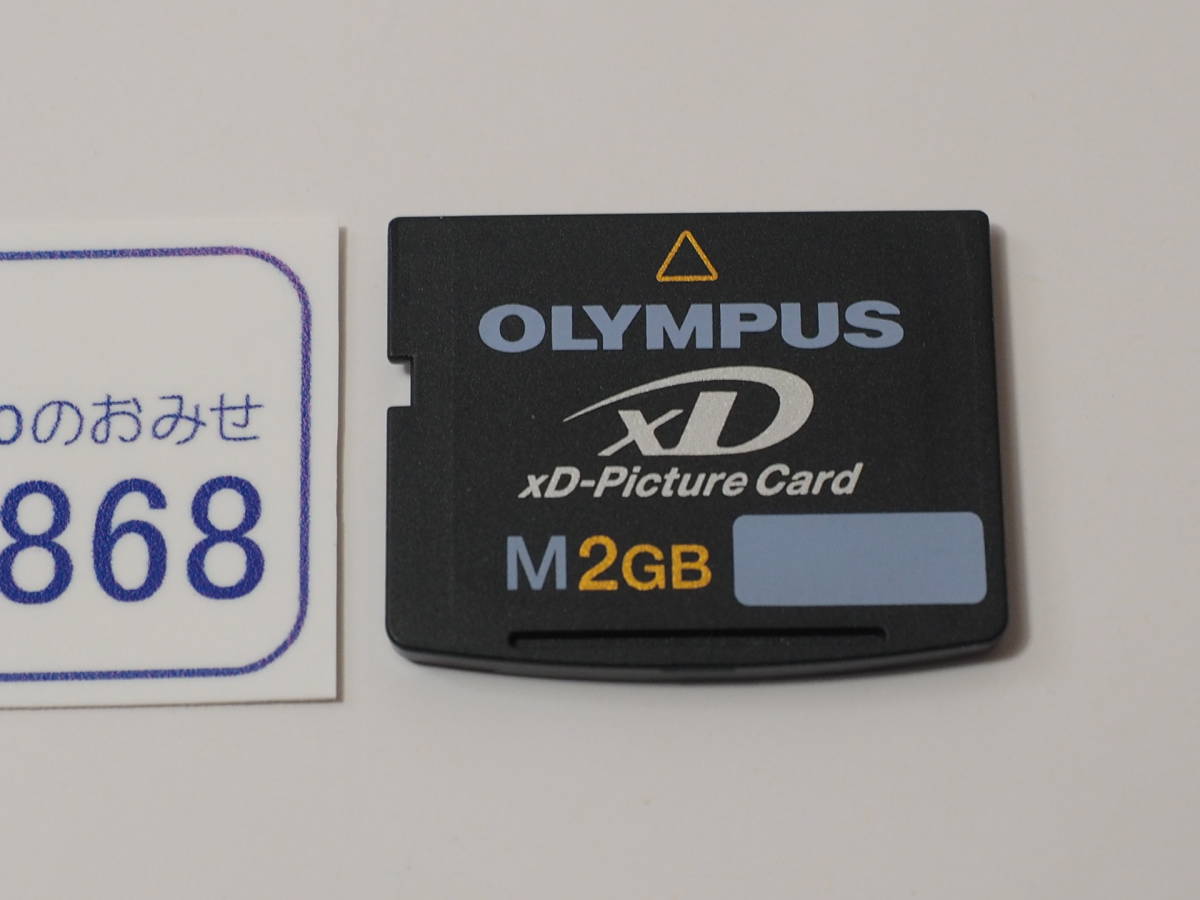 のおみせ
868
OLYMPUS
xD
xD-Picture Card
M 2GB